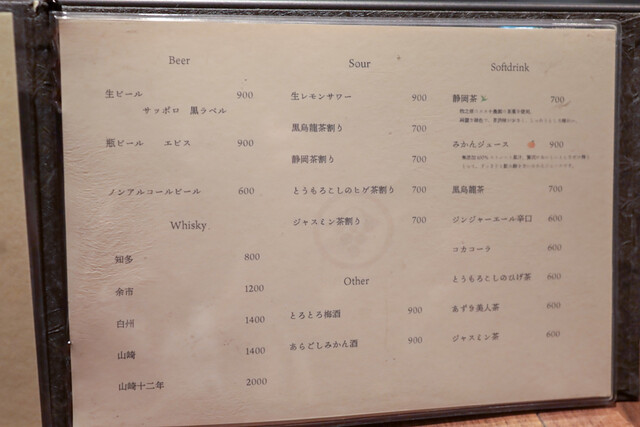 Beer
生ビール 900
サッポロ 黒ラベル
瓶ビール エビス 900
ノンアルコールビール 600
Whisky
知多 800
余市 1200
白州 1400
山崎 1400
山崎十二年 2000
Sour
生レモンサワー 900
黒烏龍茶割り 700
静岡茶割り 700
とうもろこしのヒゲ茶割り 700
ジャスミン茶割り 700
Other
とろとろ梅酒 900
あらごしみかん酒 900
Softdrink
静岡茶 700
みかんジュース 900
黒烏龍茶 700
ジンジャーエール辛口 600
コカコーラ 600
とうもろこしのひげ茶 600
あずき美人茶 600
ジャスミン茶 600